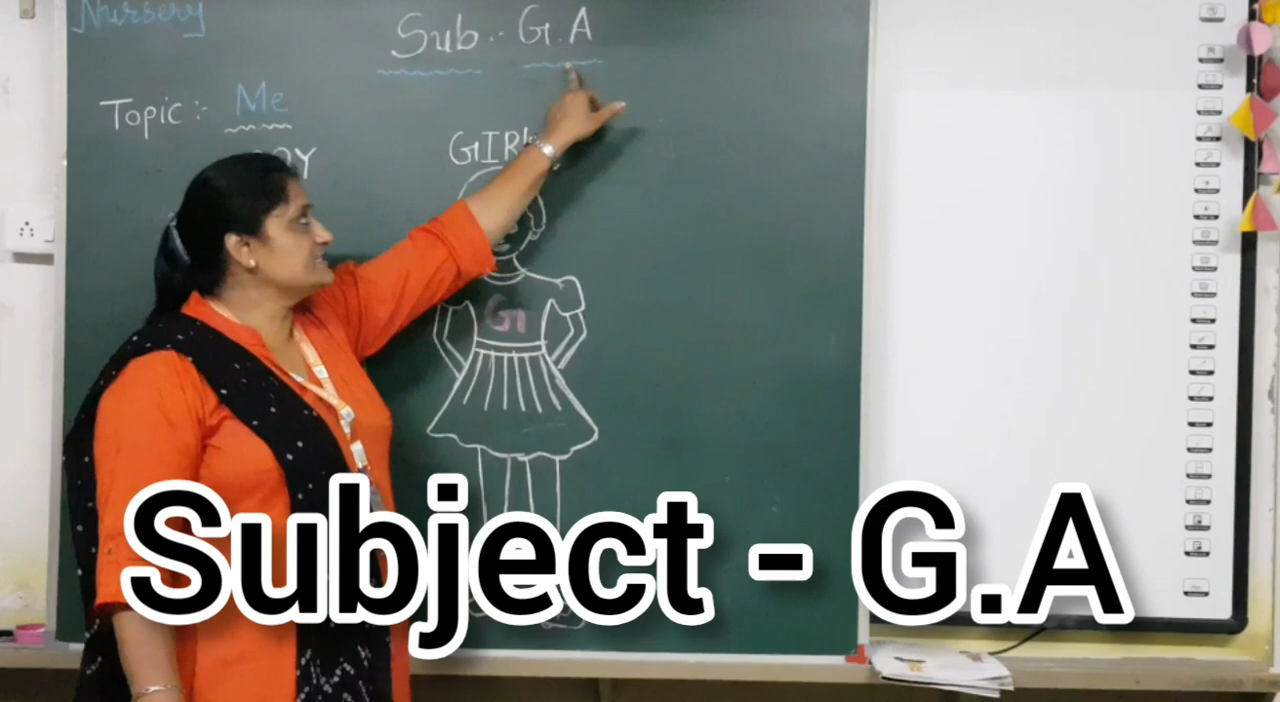 Nursery
Sub :- G.A
Topic :- Me
GIRL
G
Subject - G.A